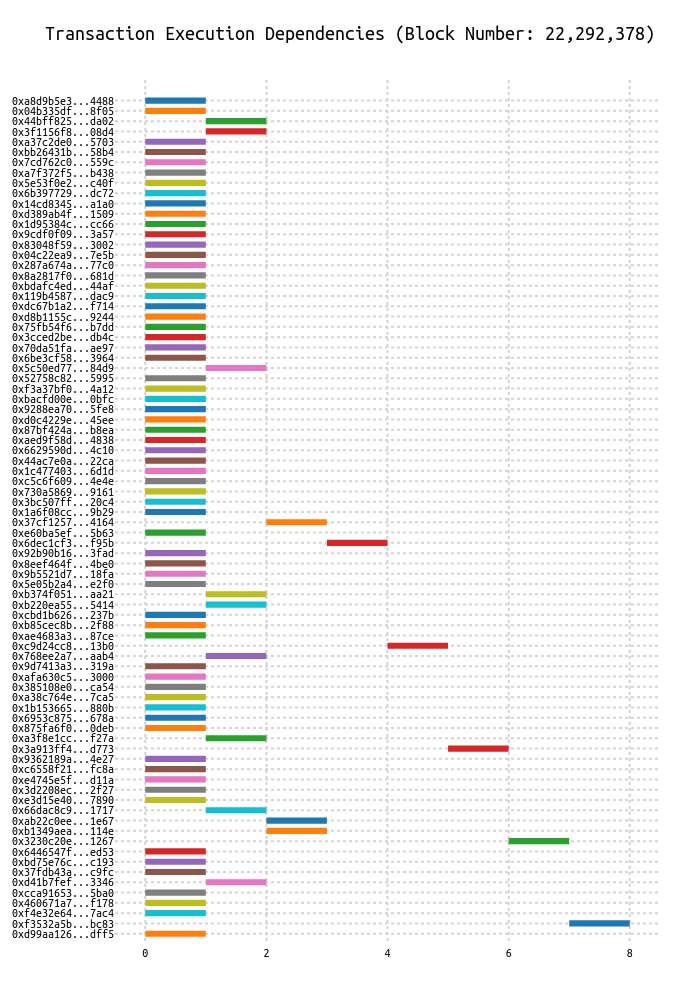 Transaction Execution Dependencies (Block Number: 22,292,378)
0xa8d9b5e3...4488
0x04b335df...8f05
0x44bff825...da02
0x3f1156f8...08d4
0xa37c2de0...5703
0xbb26431b...58b4
0x7cd762c0...559c
0xa7f372f5...b438
0x5e53f0e2...c40f
0x6b397729...dc72
0x14cd8345...a1a0
0xd389ab4f...1509
0x1d95384c...cc66
0x9cdf0f09...3a57
0x83048f59...3002
0x04c22ea9...7e5b
0x287a674a...77c0
0x8a2817f0...681d
0xbdafc4ed...44af
0x119b4587...dac9
0xdc67b1a2...f714
0xd8b1155c...9244
0x75fb54f6...b7dd
0x3cced2be...db4c
0x70da51fa...ae97
0x6be3cf58...3964
0x5c50ed77...84d9
0x52758c82...5995
0xf3a37bf0...4a12
0xbacfd00e...0bfc
0x9288ea70...5fe8
0xd0c4229e...45ee
0x87bf424a...b8ea
0xaed9f58d...4838
0x6629590d...4c10
0x44ac7e0a...22ca
0x1c477403...6d1d
0xc5c6f609...4e4e
0x730a5869...9161
0x3bc507ff...20c4
0x1a6f08cc...9b29
0x37cf1257...4164
0xe60ba5ef...5b63
0x6dec1cf3...f95b
0x92b90b16...3fad
0x8eef464f...4be0
0x9b5521d7...18fa
0x5e05b2a4...e2f0
0xb374f051...aa21
0xb220ea55...5414
0xcbd1b626...237b
0xb85cec8b...2f88
0xae4683a3...87ce
0xc9d24cc8...13b0
0x768ee2a7...aab4
0x9d7413a3...319a
0xafa630c5...3000
0x385108e0...ca54
0xa38c764e...7ca5
0x1b153665...880b
0x6953c875...678a
0x875fa6f0...0deb
0xa3f8e1cc...f27a
0x3a913ff4...d773
0x9362189a...4e27
0xc6558f21...fc8a
0xe4745e5f...d11a
0x3d2208ec...2f27
0xe3d15e40...7890
0x66dac8c9...1717
0xab22c0ee...1e67
0xb1349aea...114e
0x3230c20e...1267
0x6446547f...ed53
0xbd75e76c...c193
0x37fdb43a...c9fc
0xd41b7fef...3346
0xcca91653...5ba0
0x460671a7...f178
0xf4e32e64...7ac4
0xf3532a5b...bc83
0xd99aa126...dff5
0 2 4 6 8